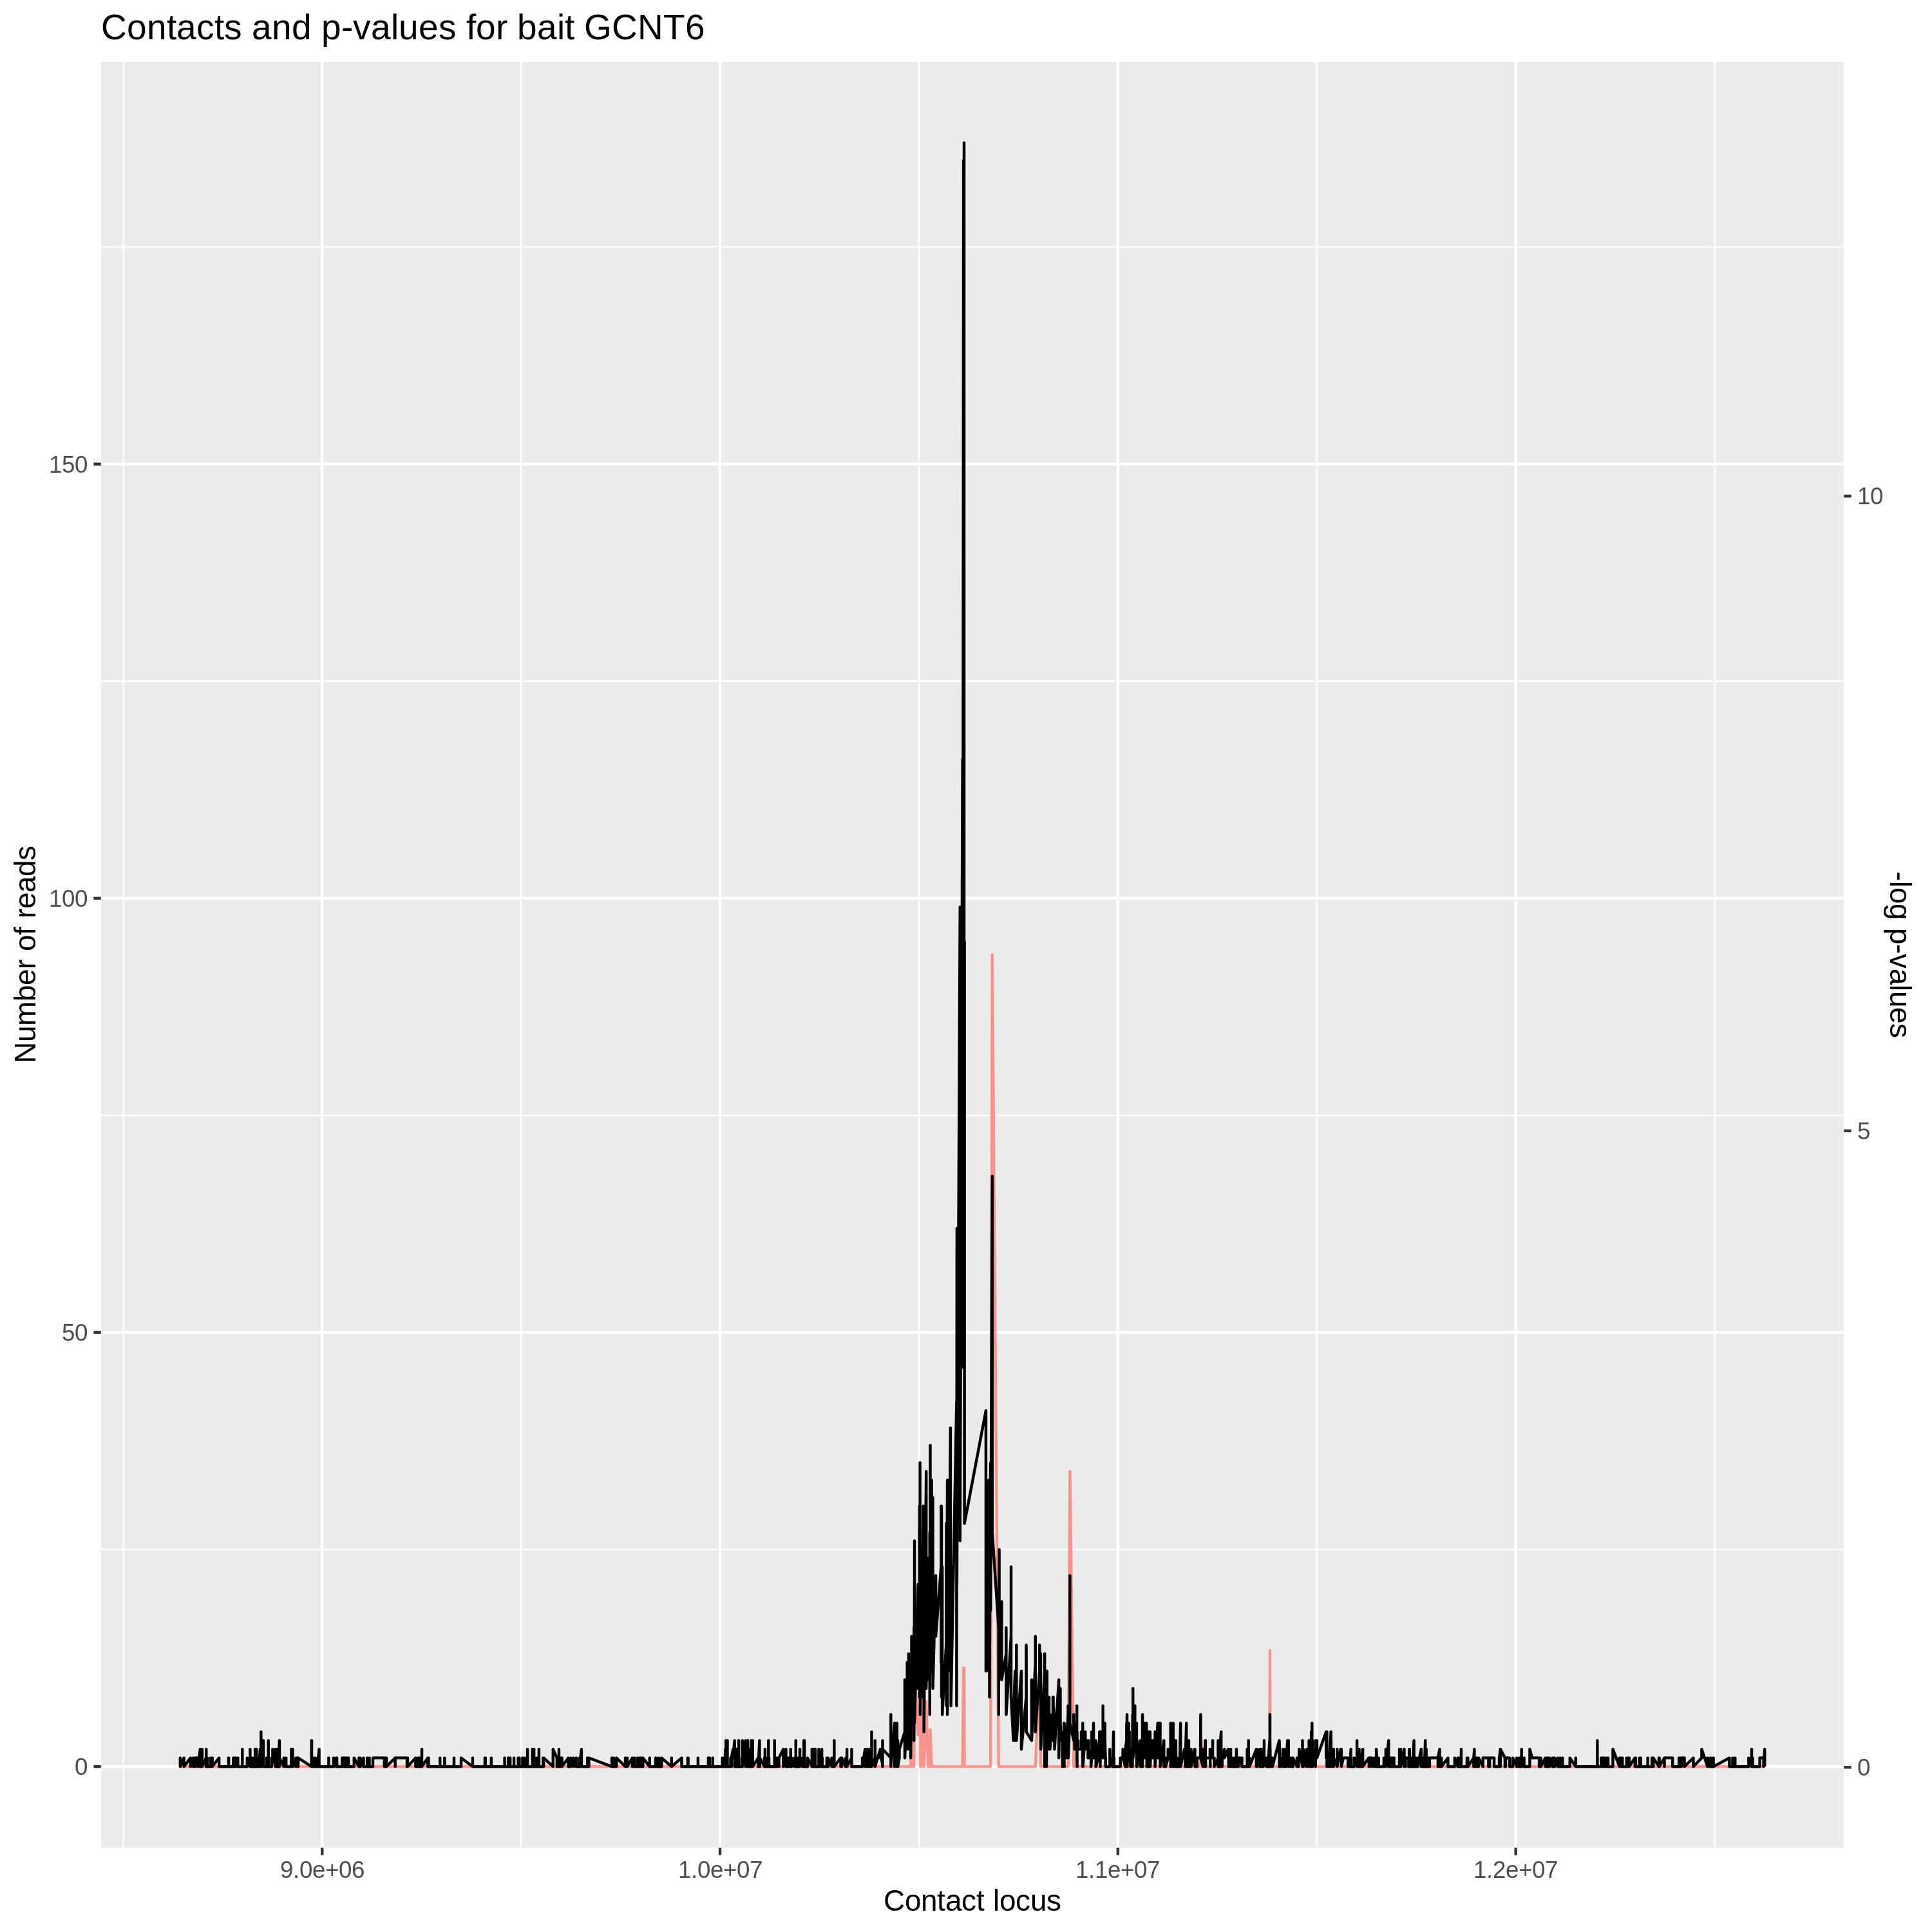 Contacts and p-values for bait GCNT6
Number of reads
150
100
50
0
10
5
0
-log p-values
9.0e+06
1.0e+07
1.1e+07
1.2e+07
Contact locus